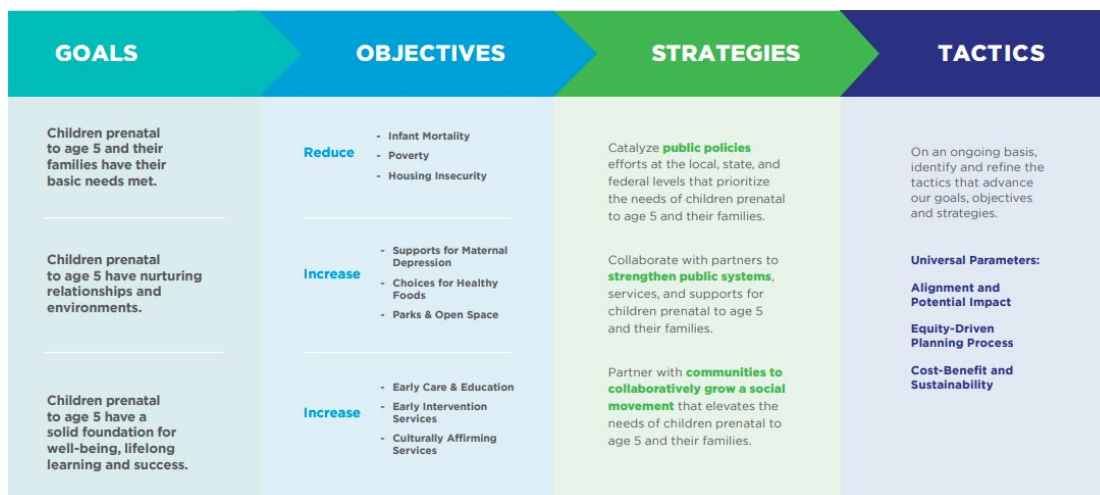 GOALS
OBJECTIVES
STRATEGIES
TACTICS
Children prenatal
to age 5 and their
families have their
basic needs met.
Children prenatal
to age 5 have nurturing
relationships and
environments.
Children prenatal
to age 5 have a
solid foundation for
well-being, lifelong
learning and success.
Reduce
- Infant Mortality
- Poverty
- Housing Insecurity
Increase
- Supports for Maternal
Depression
- Choices for Healthy
Foods
- Parks & Open Space
Increase
- Early Care & Education
- Early Intervention
Services
- Culturally Affirming
Services
Catalyze public policies
efforts at the local, state, and
federal levels that prioritize
the needs of children prenatal
to age 5 and their families.
Collaborate with partners to
strengthen public systems,
services, and supports for
children prenatal to age 5
and their families.
Partner with communities to
collaboratively grow a social
movement that elevates the
needs of children prenatal to
age 5 and their families.
On an ongoing basis,
identify and refine the
tactics that advance
our goals, objectives
and strategies.
Universal Parameters:
Alignment and
Potential Impact
Equity-Driven
Planning Process
Cost-Benefit and
Sustainability